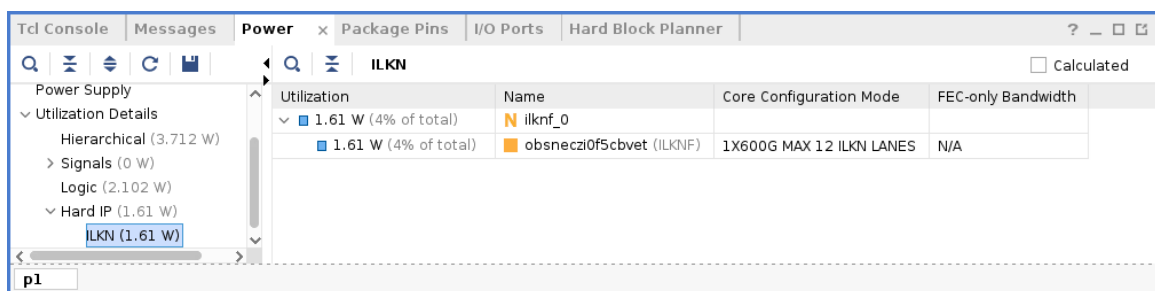 Tcl Console Messages Power × Package Pins I/O Ports Hard Block Planner ? _
ILKN Calculated
Power Supply
Utilization Details
Hierarchical (3.712 W)
Signals (0 W)
Logic (2.102 W)
Hard IP (1.61 W)
ILKN (1.61 W)
Utilization Name Core Configuration Mode FEC-only Bandwidth
1.61 W (4% of total) N ilknf_0
1.61 W (4% of total) obsneczi0f5cbvet (ILKNF) 1X600G MAX 12 ILKN LANES N/A
p1